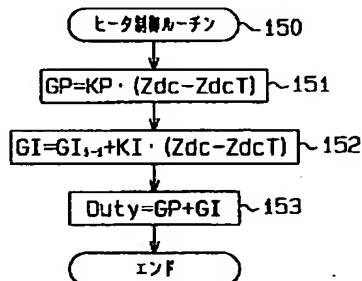 ヒータ制御ルーチン 150
GP=KP・(Zdc-ZdcT) 151
GI=GIi-1+KI・(Zdc-ZdcT) 152
Duty=GP+GI 153
エンド